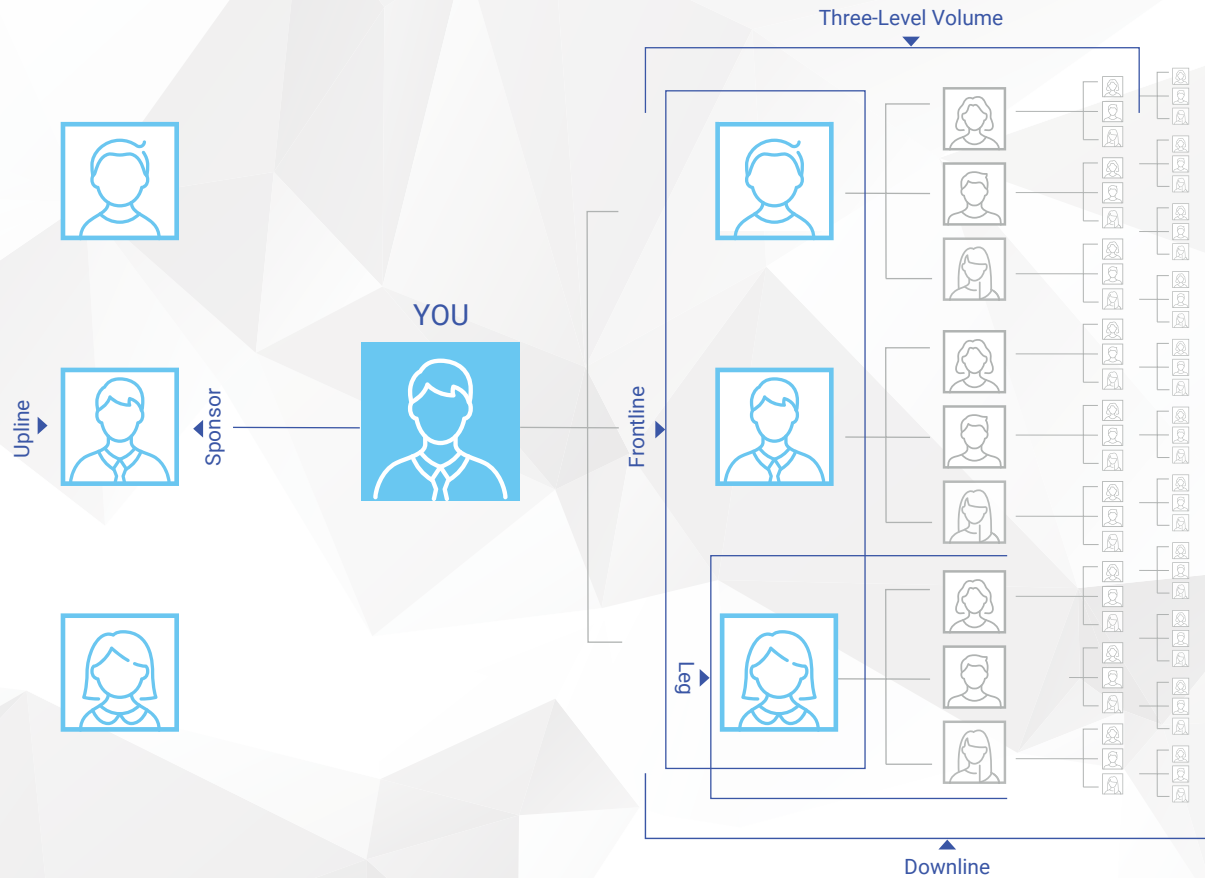 Three-Level Volume
YOU
Upline
Sponsor
Frontline
Leg
Downline